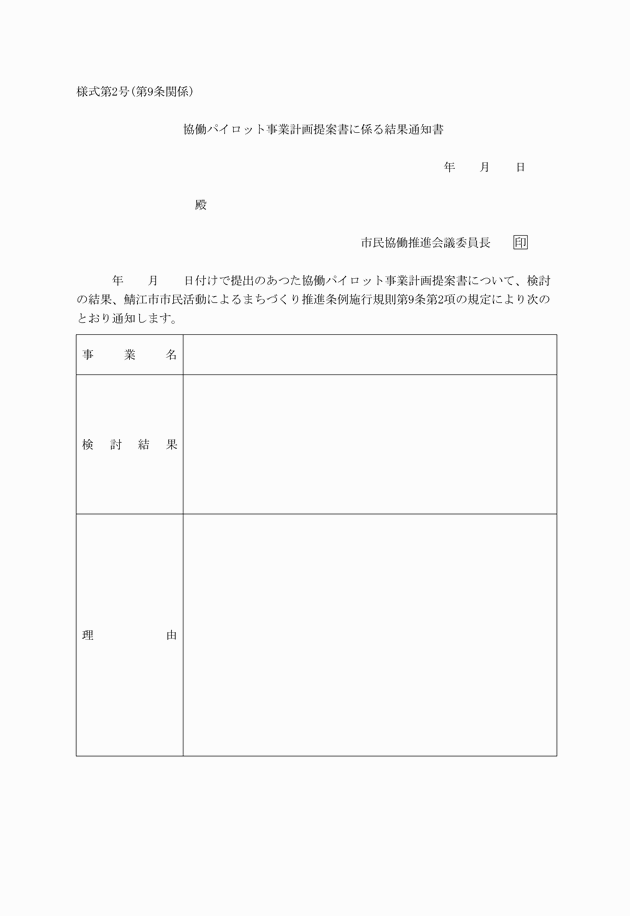 様式第2号(第9条関係)
協働パイロット事業計画提案書に係る結果通知書
年　　月　　日
殿
市民協働推進会議委員長　　印
年　　月　　日付けで提出のあつた協働パイロット事業計画提案書について、検討
の結果、鯖江市市民活動によるまちづくり推進条例施行規則第9条第2項の規定により次の
とおり通知します。
事　業　名
検　討　結　果
理　　　由